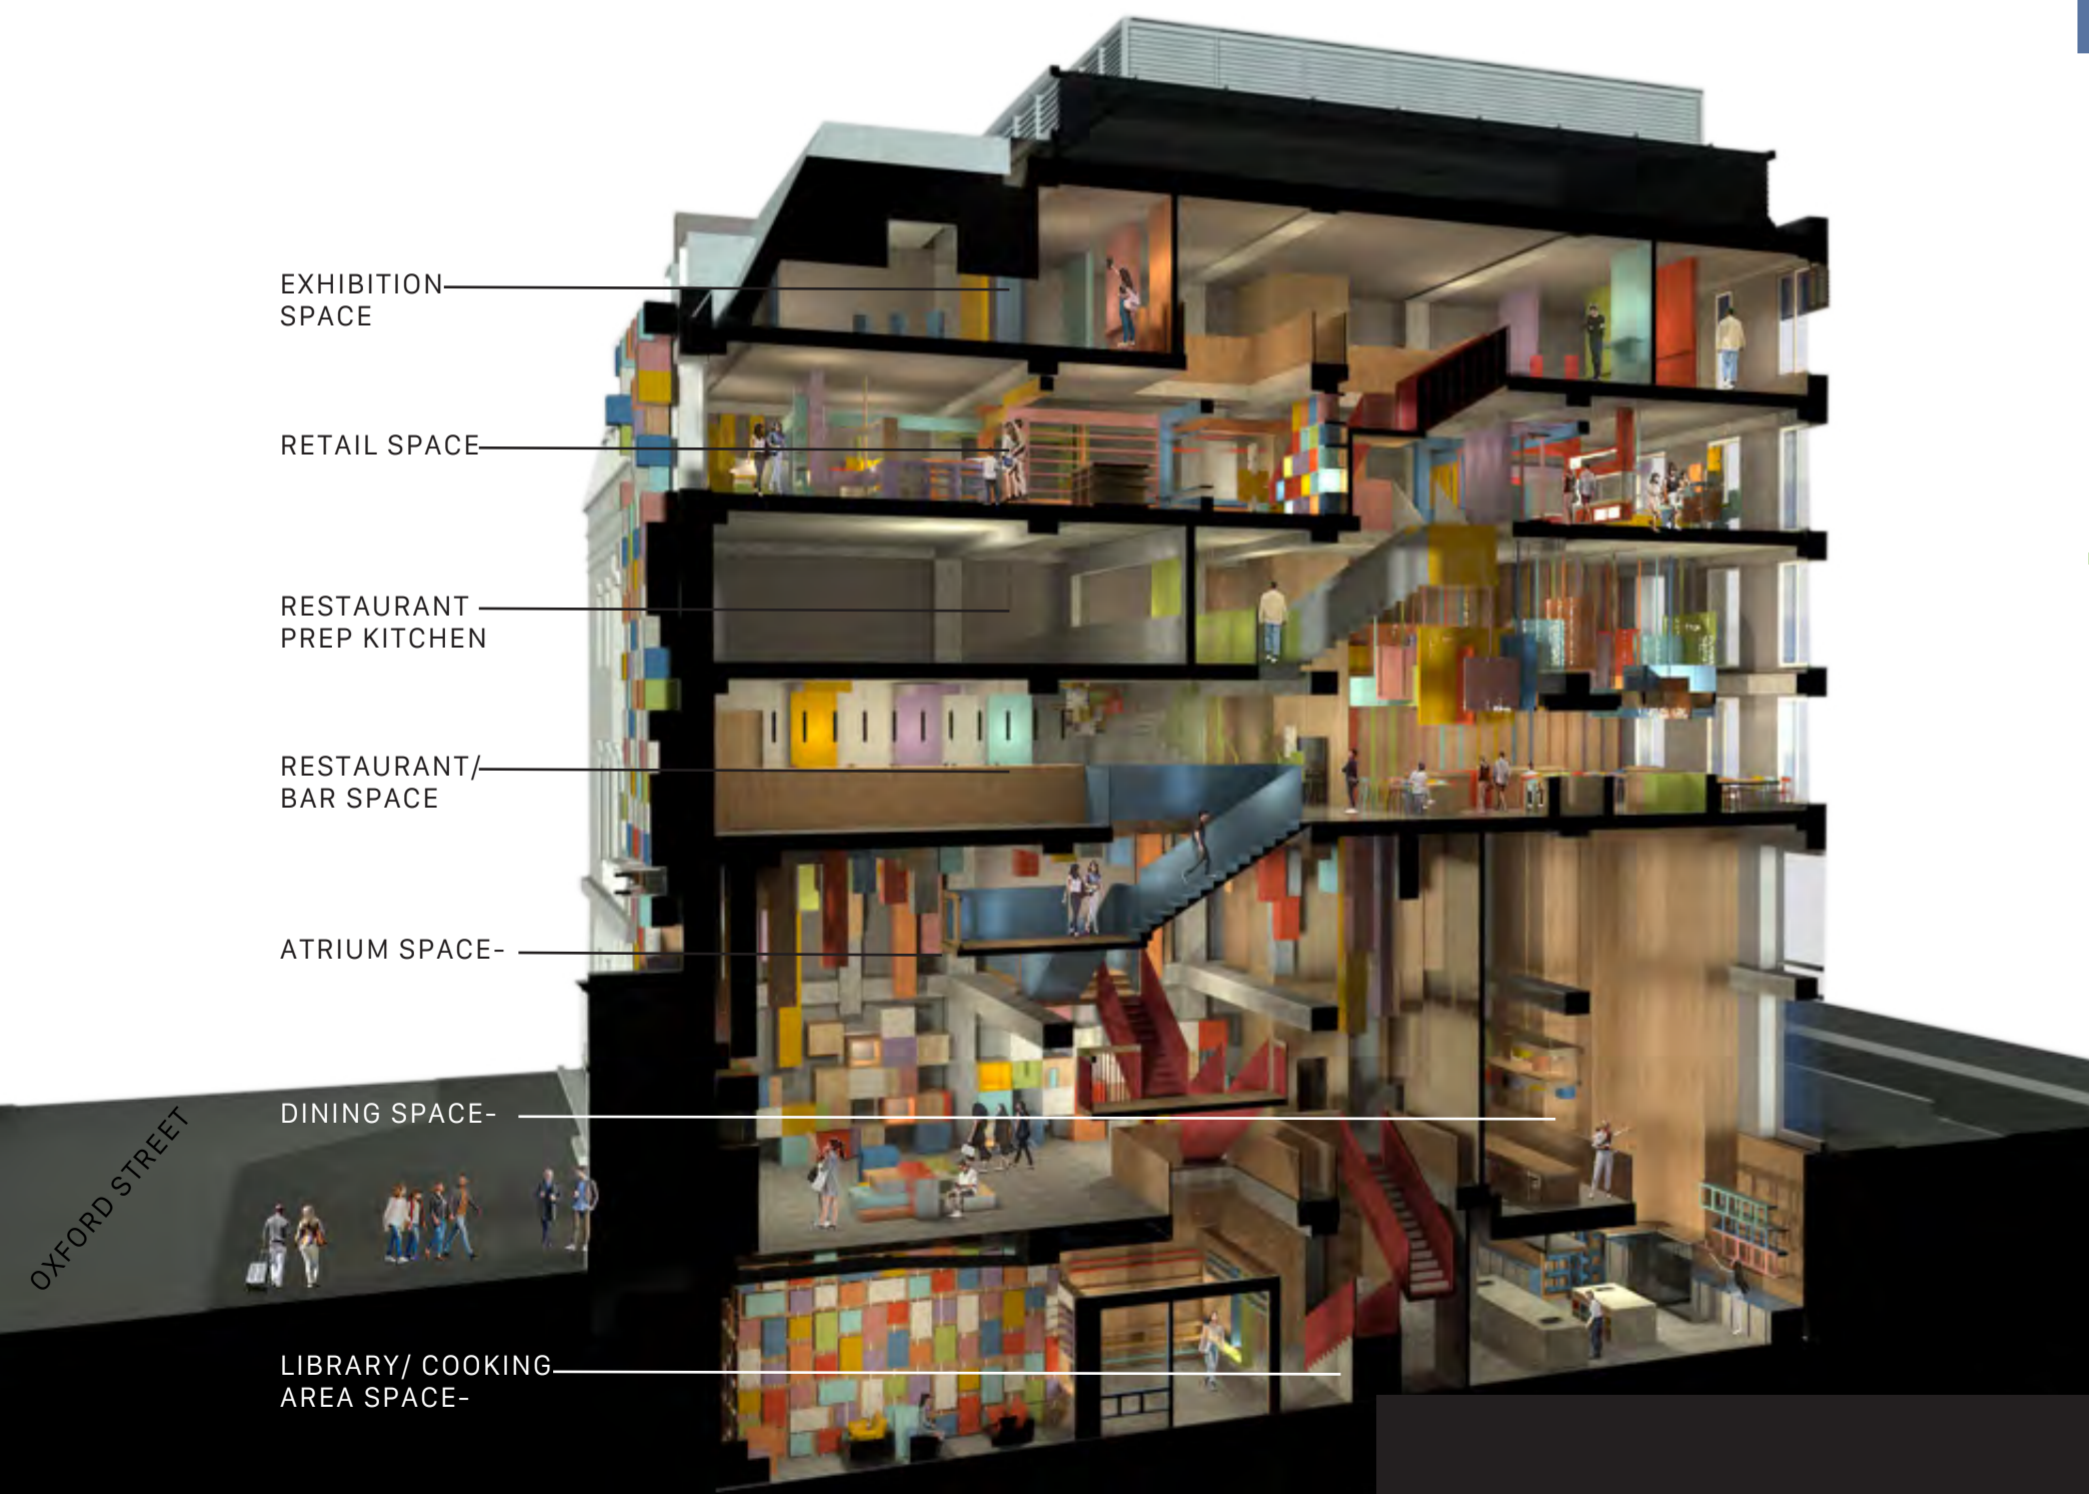 EXHIBITION
SPACE
RETAIL SPACE
RESTAURANT
PREP KITCHEN
RESTAURANT/
BAR SPACE
ATRIUM SPACE-
DINING SPACE-
OXFORD STREET
LIBRARY/ COOKING
AREA SPACE-